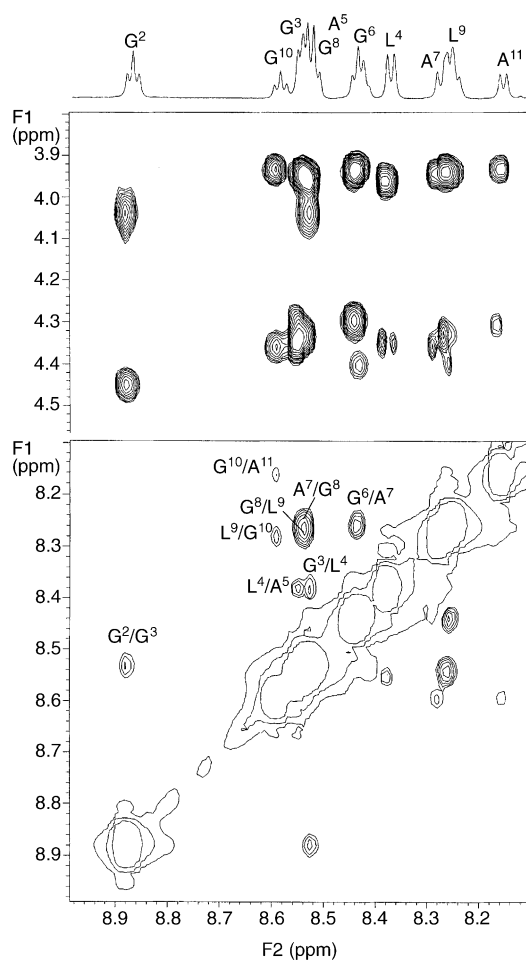 G² G¹⁰ G³ A⁵ G⁸ G⁶ L⁴ A⁷ L⁹ A¹¹
F1
(ppm)
3.9
4.0
4.1
4.2
4.3
4.4
4.5
F1
(ppm)
8.2
8.3
8.4
8.5
8.6
8.7
8.8
8.9
G¹⁰/A¹¹
A⁷/G⁸
G⁶/A⁷
G⁸/L⁹
L⁹/G¹⁰
G³/L⁴
L⁴/A⁵
G²/G³
8.9 8.8 8.7 8.6 8.5 8.4 8.3 8.2
F2 (ppm)